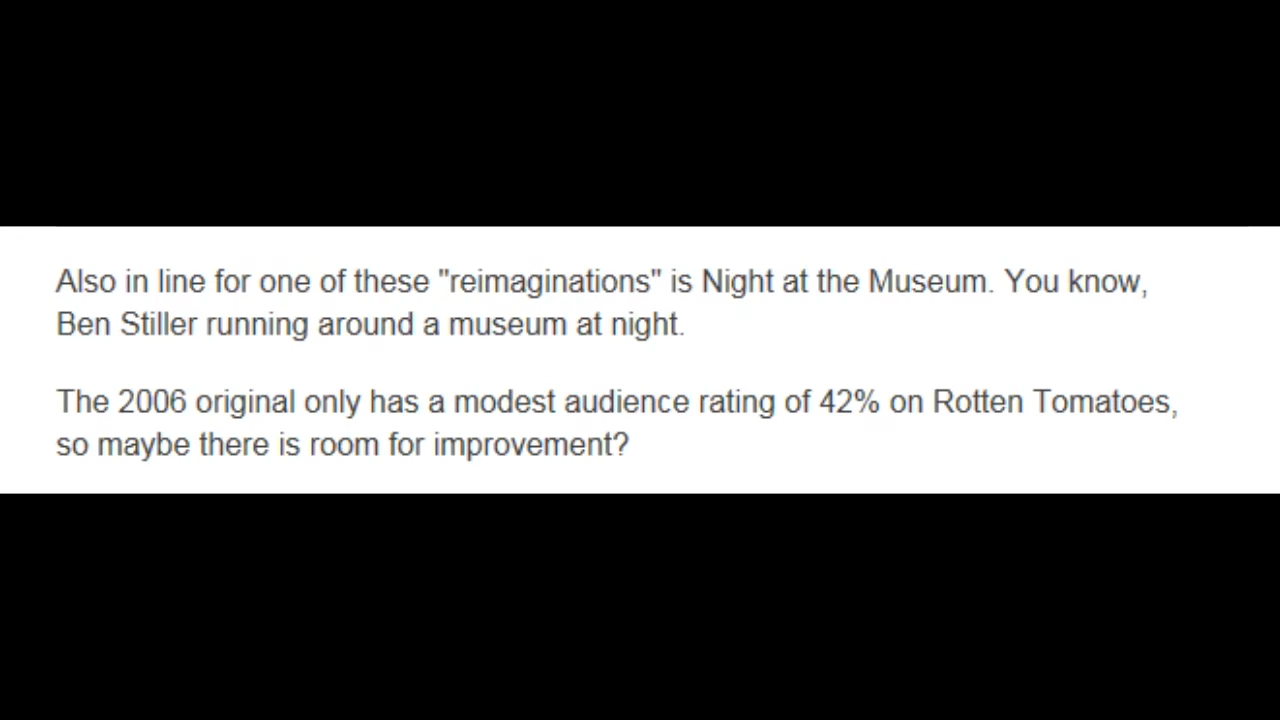 Also in line for one of these "reimaginations" is Night at the Museum. You know,
Ben Stiller running around a museum at night.
The 2006 original only has a modest audience rating of 42% on Rotten Tomatoes,
so maybe there is room for improvement?